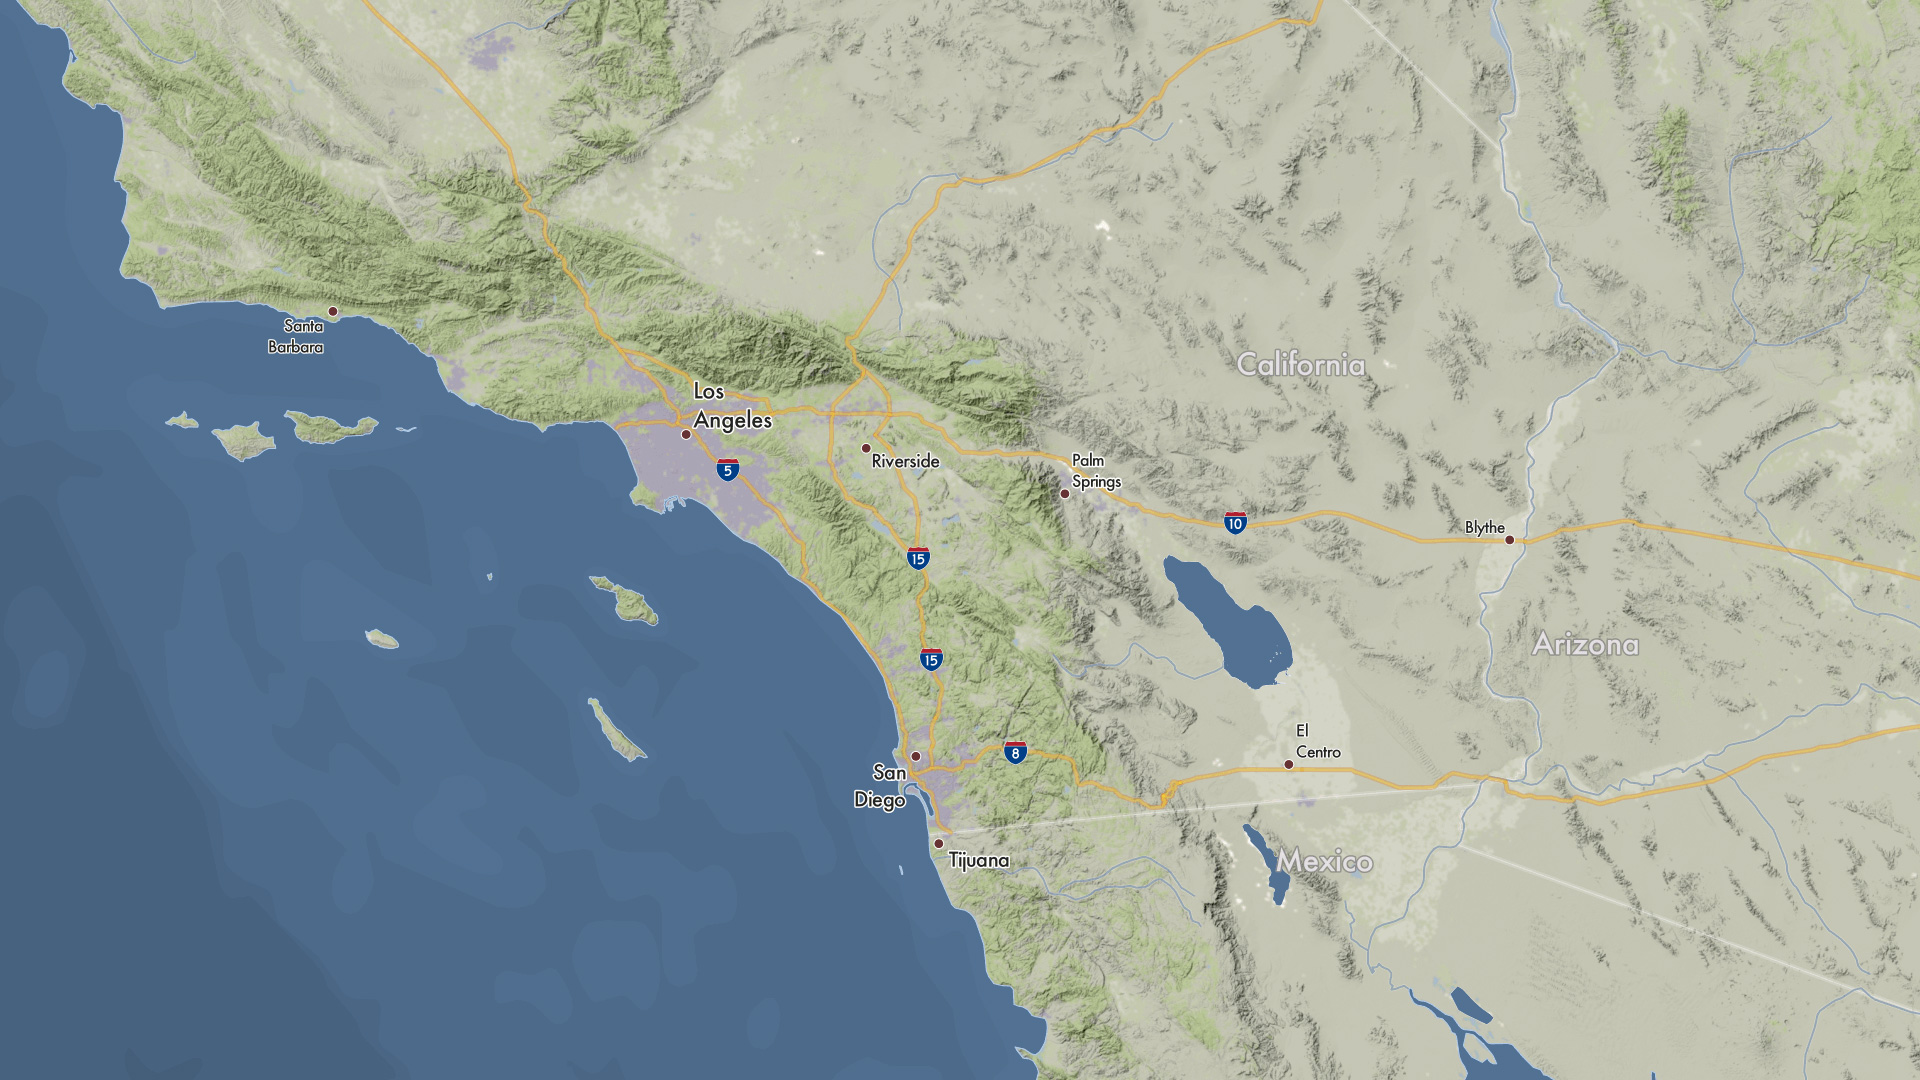 California
Santa
Barbara
Los
Angeles
5
Riverside
Palm
Springs
10
Blythe
15
Arizona
15
El
Centro
8
San
Diego
Tijuana
Mexico